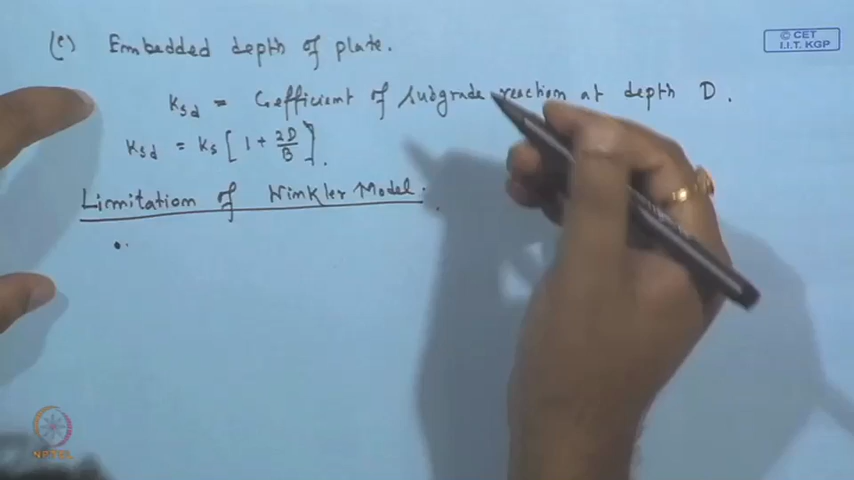 © CET
I.I.T. KGP
(c) Embedded depth of plate.
Ksd = Coefficient of subgrade reaction at depth D.
Ksd = Ks [1 + 2D/B].
Limitation of Winkler Model.
NPTEL